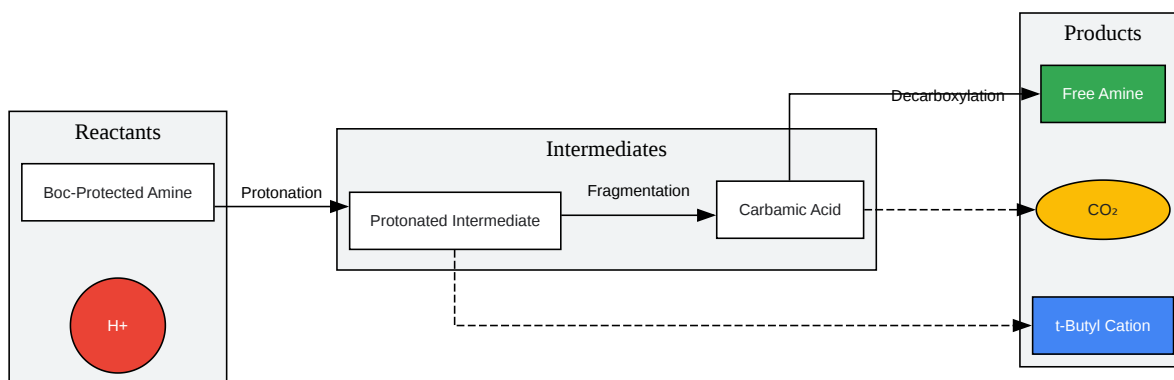 Reactants
Boc-Protected Amine
H+
Protonation
Intermediates
Protonated Intermediate
Fragmentation
Carbamic Acid
Decarboxylation
Products
Free Amine
CO₂
t-Butyl Cation